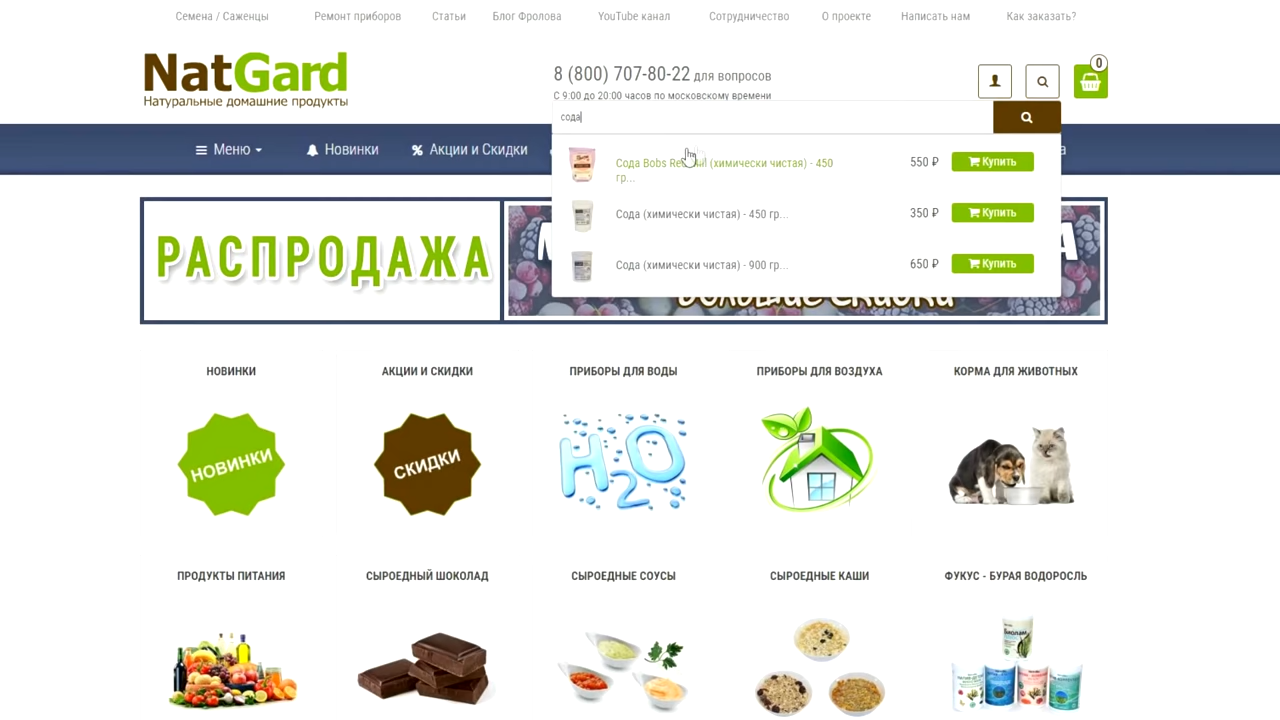 Семена / Саженцы Ремонт приборов Статьи Блог Фролова YouTube канал Сотрудничество О проекте Написать нам Как заказать?
NatGard
Натуральные домашние продукты
8 (800) 707-80-22 для вопросов
С 9:00 до 20:00 часов по московскому времени
0
сода
Меню Новинки Акции и Скидки
Сода Bobs (химически чистая) - 450
гр...
550 ₽ Купить
Сода (химически чистая) - 450 гр... 350 ₽ Купить
Сода (химически чистая) - 900 гр... 650 ₽ Купить
РАСПРОДАЖА
НОВИНКИ АКЦИИ И СКИДКИ ПРИБОРЫ ДЛЯ ВОДЫ ПРИБОРЫ ДЛЯ ВОЗДУХА КОРМА ДЛЯ ЖИВОТНЫХ
НОВИНКИ СКИДКИ H2O
ПРОДУКТЫ ПИТАНИЯ СЫРОЕДНЫЙ ШОКОЛАД СЫРОЕДНЫЕ СОУСЫ СЫРОЕДНЫЕ КАШИ ФУКУС - БУРАЯ ВОДОРОСЛЬ